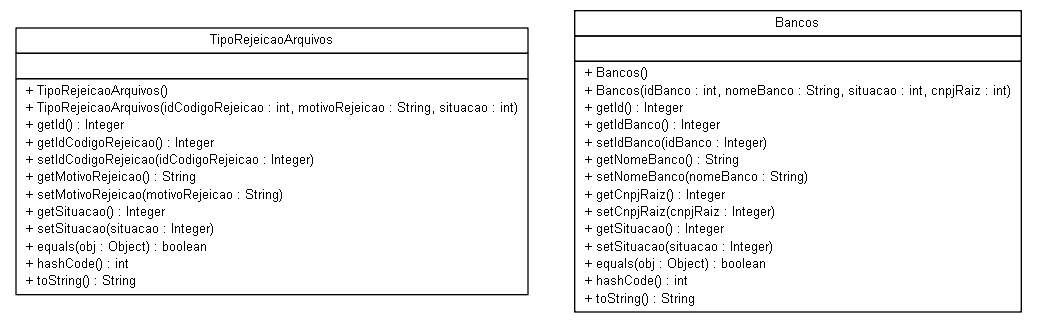 TipoRejeicaoArquivos
+ TipoRejeicaoArquivos()
+ TipoRejeicaoArquivos(idCodigoRejeicao : int, motivoRejeicao : String, situacao : int)
+ getId() : Integer
+ getIdCodigoRejeicao() : Integer
+ setIdCodigoRejeicao(idCodigoRejeicao : Integer)
+ getMotivoRejeicao() : String
+ setMotivoRejeicao(motivoRejeicao : String)
+ getSituacao() : Integer
+ setSituacao(situacao : Integer)
+ equals(obj : Object) : boolean
+ hashCode() : int
+ toString() : String
Bancos
+ Bancos()
+ Bancos(idBanco : int, nomeBanco : String, situacao : int, cnpjRaiz : int)
+ getId() : Integer
+ getIdBanco() : Integer
+ setIdBanco(idBanco : Integer)
+ getNomeBanco() : String
+ setNomeBanco(nomeBanco : String)
+ getCnpjRaiz() : Integer
+ setCnpjRaiz(cnpjRaiz : Integer)
+ getSituacao() : Integer
+ setSituacao(situacao : Integer)
+ equals(obj : Object) : boolean
+ hashCode() : int
+ toString() : String